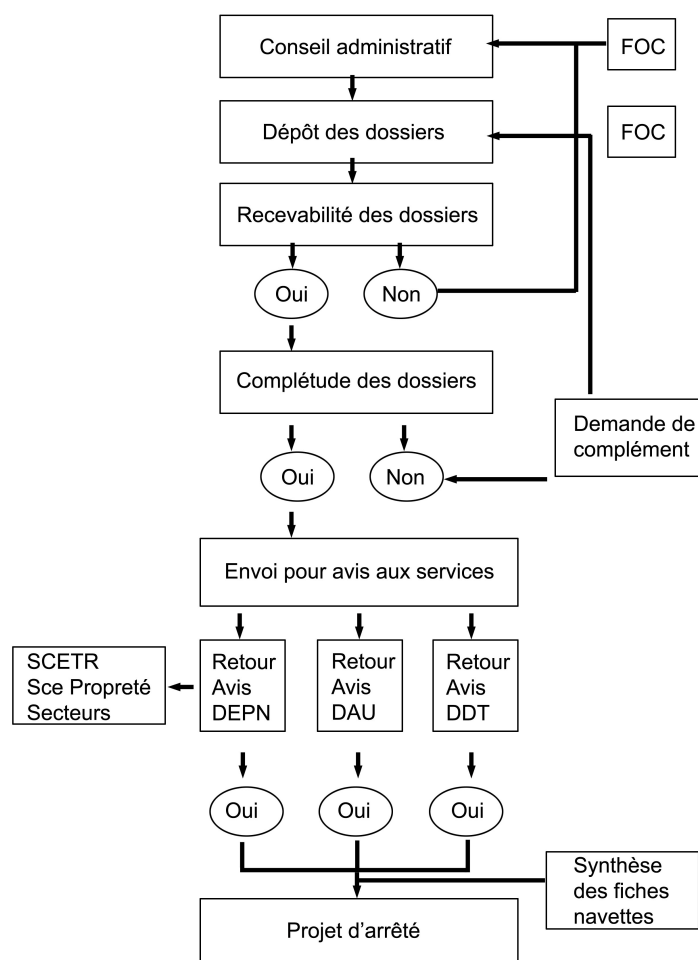 Conseil administratif
FOC
Dépôt des dossiers
FOC
Recevabilité des dossiers
Oui
Non
Complétude des dossiers
Demande de
complément
Oui
Non
Envoi pour avis aux services
SCETR
Sce Propreté
Secteurs
Retour
Avis
DEPN
Retour
Avis
DAU
Retour
Avis
DDT
Oui
Oui
Oui
Synthèse
des fiches
navettes
Projet d'arrêté